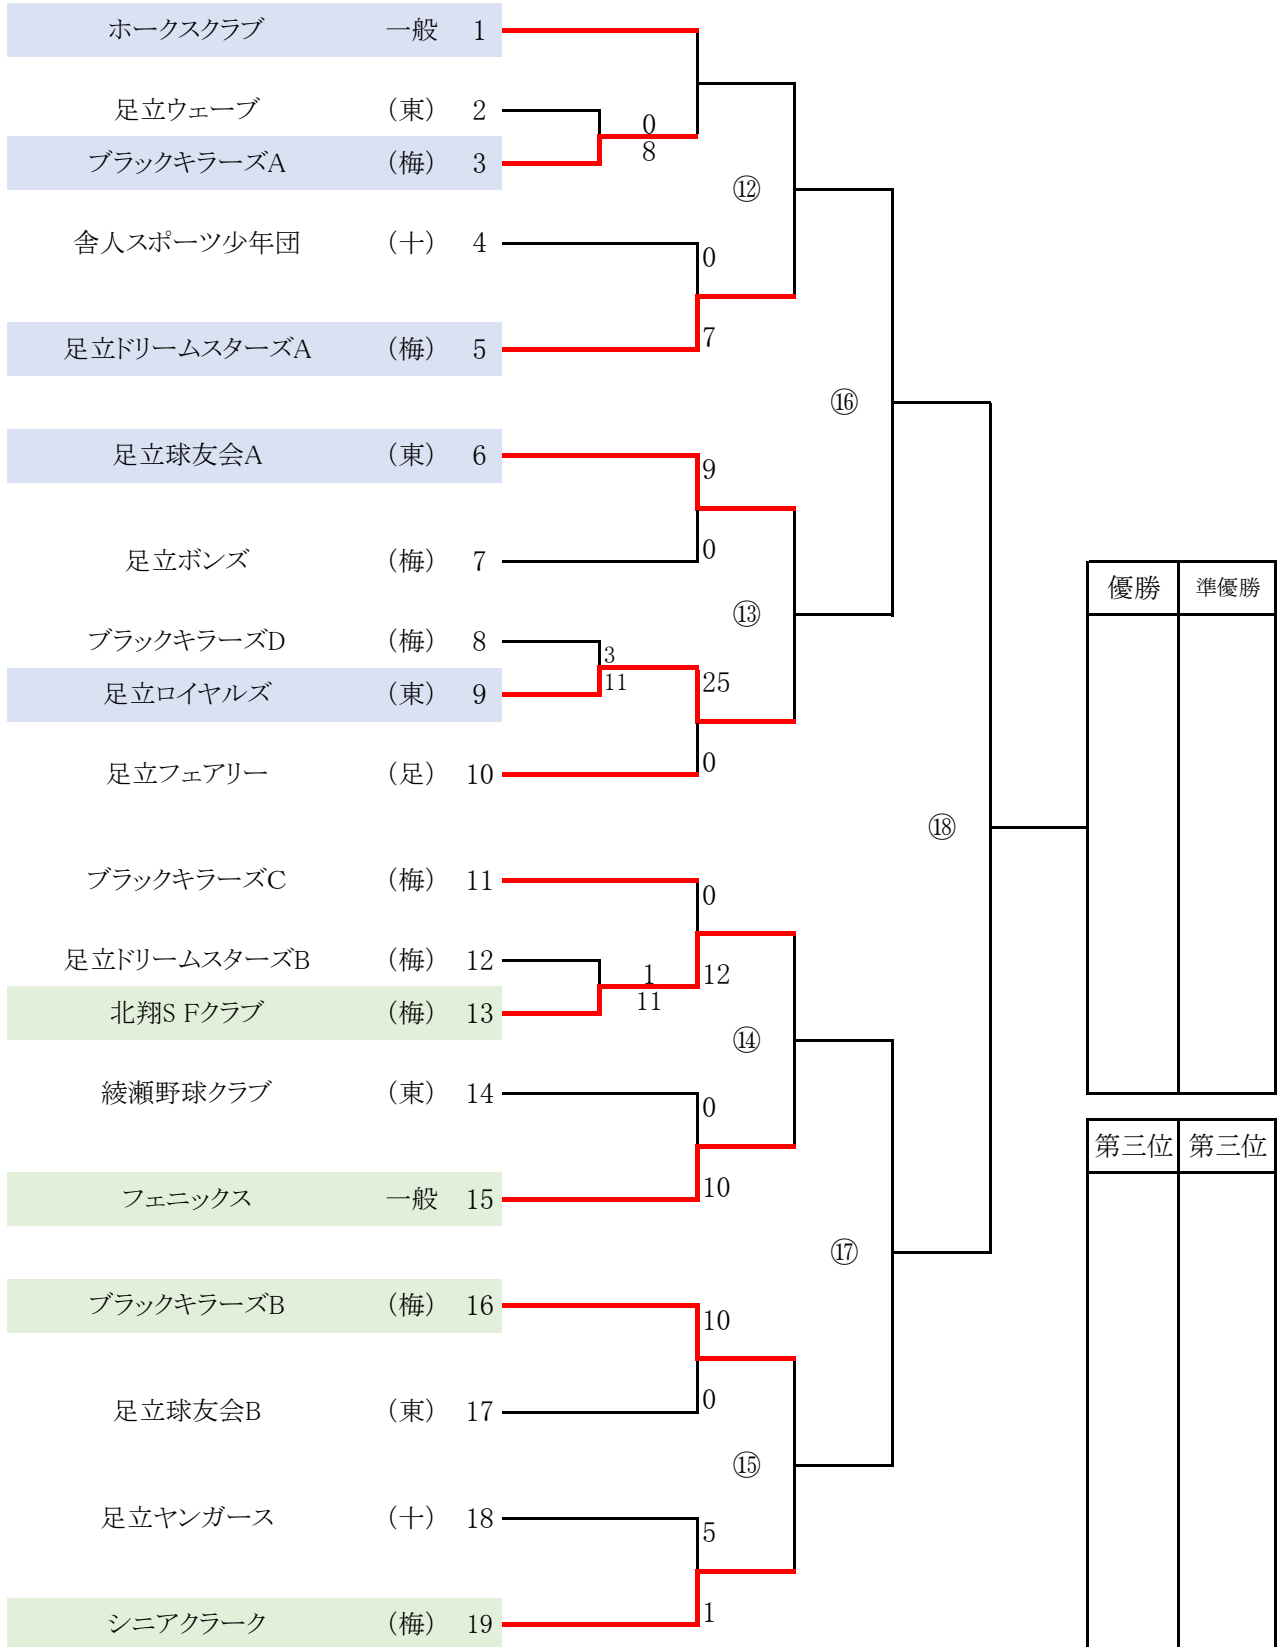 ホークスクラブ 一般 1
足立ウェーブ （東） 2
0
8
ブラックキラーズA （梅） 3
⑫
舎人スポーツ少年団 （十） 4
0
7
足立ドリームスターズA （梅） 5
⑯
足立球友会A （東） 6
9
0
足立ボンズ （梅） 7
優勝 準優勝
⑬
ブラックキラーズD （梅） 8
3
11
25
足立ロイヤルズ （東） 9
0
足立フェアリー （足） 10
⑱
ブラックキラーズC （梅） 11
0
足立ドリームスターズB （梅） 12
1
11
12
北翔S Fクラブ （梅） 13
⑭
綾瀬野球クラブ （東） 14
0
第三位 第三位
10
フェニックス 一般 15
⑰
ブラックキラーズB （梅） 16
10
0
足立球友会B （東） 17
⑮
足立ヤンガース （十） 18
5
1
シニアクラーク （梅） 19